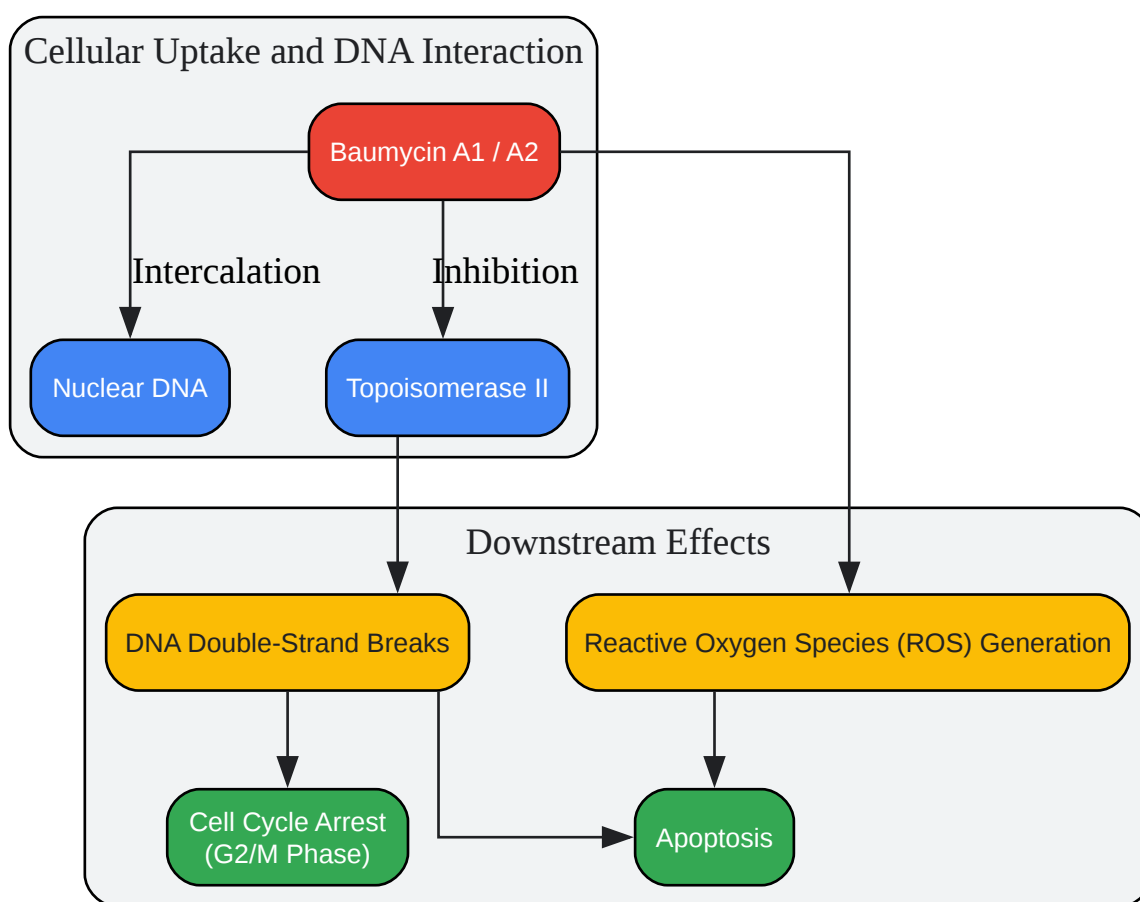 Cellular Uptake and DNA Interaction
Baumycin A1 / A2
Intercalation
Inhibition
Nuclear DNA
Topoisomerase II
Downstream Effects
DNA Double-Strand Breaks
Reactive Oxygen Species (ROS) Generation
Cell Cycle Arrest
(G2/M Phase)
Apoptosis